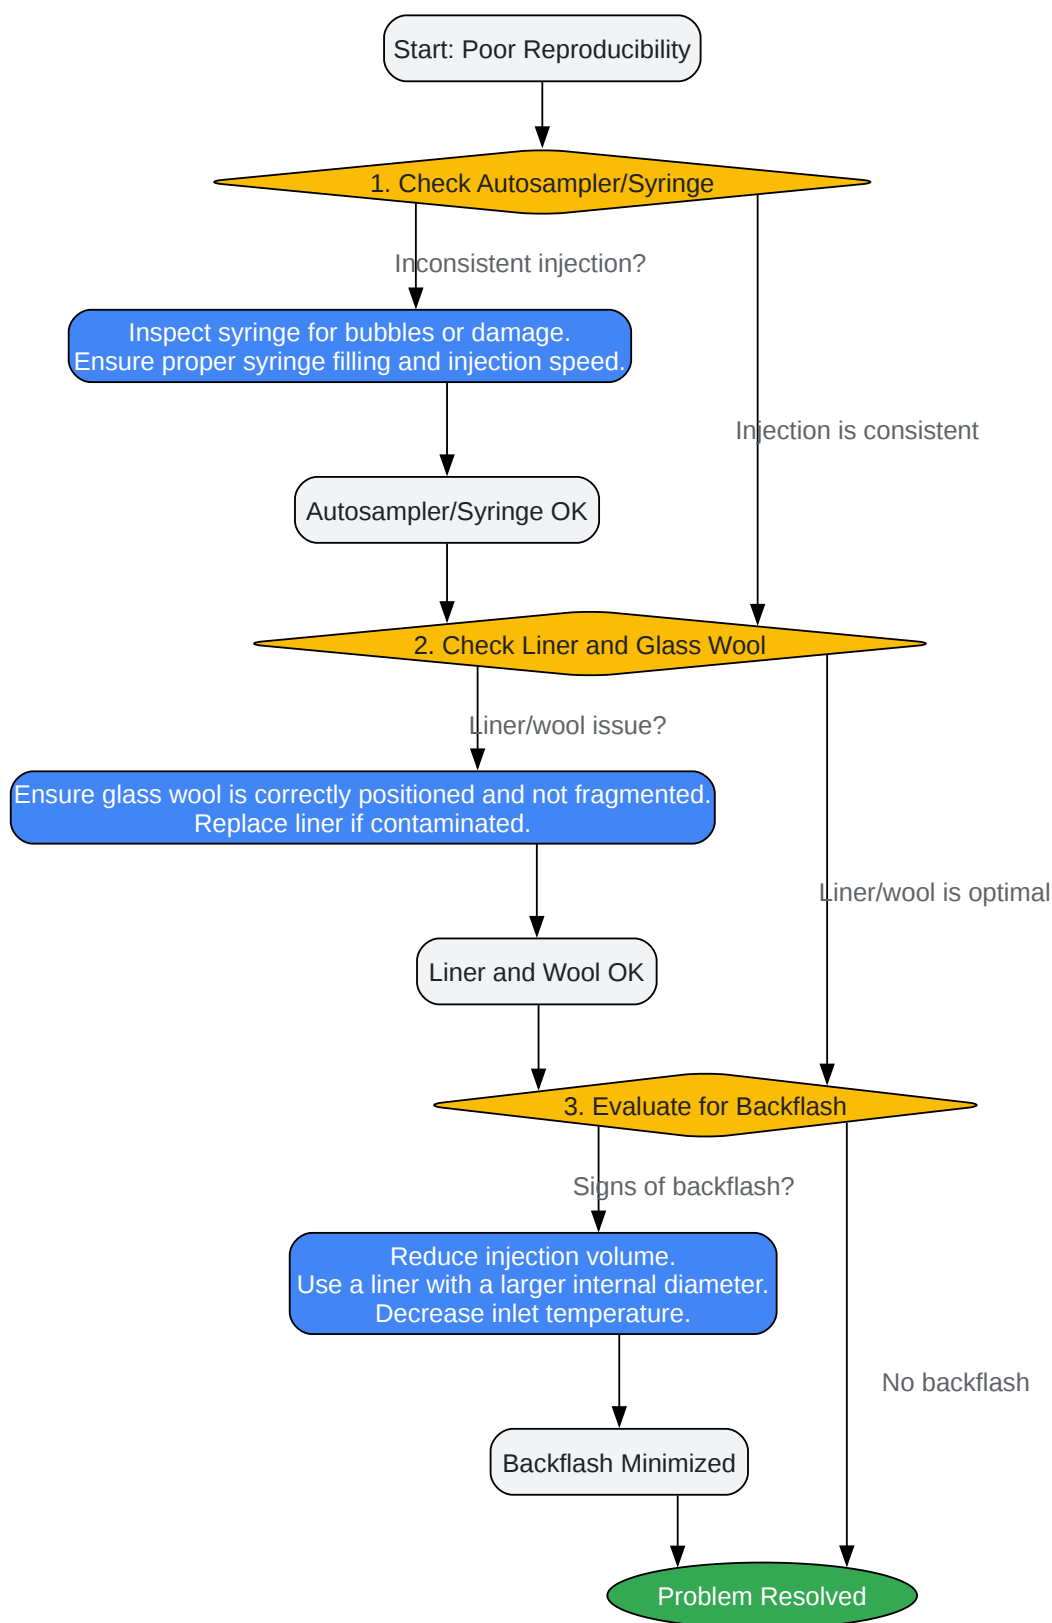 Start: Poor Reproducibility
1. Check Autosampler/Syringe
Inconsistent injection?
Inspect syringe for bubbles or damage.
Ensure proper syringe filling and injection speed.
Injection is consistent
Autosampler/Syringe OK
2. Check Liner and Glass Wool
Liner/wool issue?
Ensure glass wool is correctly positioned and not fragmented.
Replace liner if contaminated.
Liner/wool is optimal
Liner and Wool OK
3. Evaluate for Backflash
Signs of backflash?
Reduce injection volume.
Use a liner with a larger internal diameter.
Decrease inlet temperature.
No backflash
Backflash Minimized
Problem Resolved